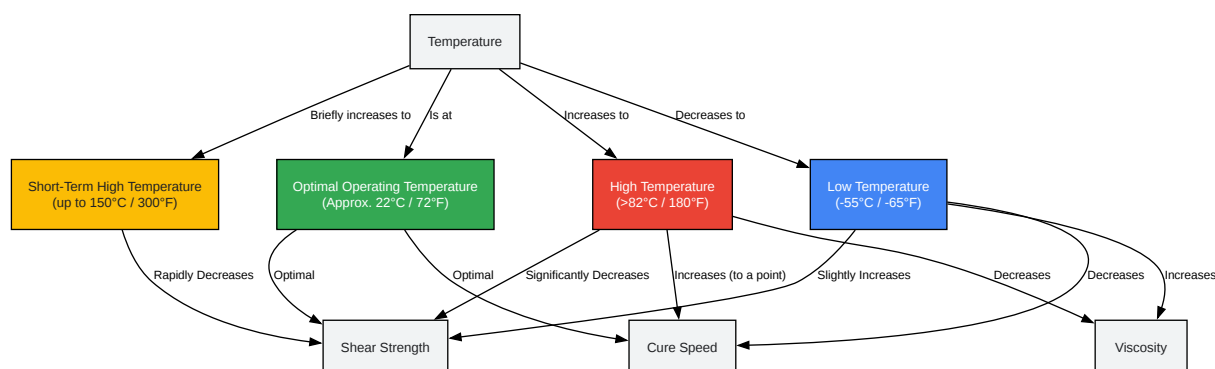 Temperature
Briefly increases to
Is at
Increases to
Decreases to
Short-Term High Temperature
(up to 150°C / 300°F)
Optimal Operating Temperature
(Approx. 22°C / 72°F)
High Temperature
(>82°C / 180°F)
Low Temperature
(-55°C / -65°F)
Rapidly Decreases
Optimal
Optimal
Significantly Decreases
Increases (to a point)
Slightly Increases
Decreases
Decreases
Increases
Shear Strength
Cure Speed
Viscosity